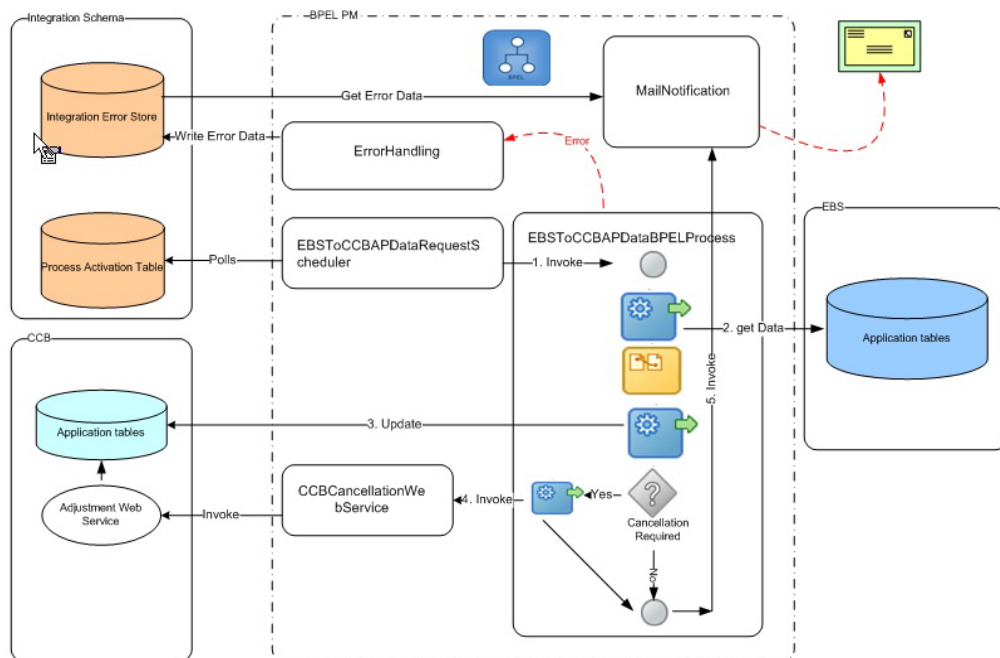 Integration Schema
BPEL PM
BPEL
Integration Error Store
Get Error Data
MailNotification
Write Error Data
ErrorHandling
Error
EBS
EBSToCCBAPDataRequestS
cheduler
EBSToCCBAPDataBPELProcess
Process Activation Table
Polls
1. Invoke
2. get Data
Application tables
5. Invoke
CCB
Application tables
3. Update
CCBCancellationWe
bService
4. Invoke
Yes
?
Cancellation
Required
Adjustment Web
Service
Invoke
No